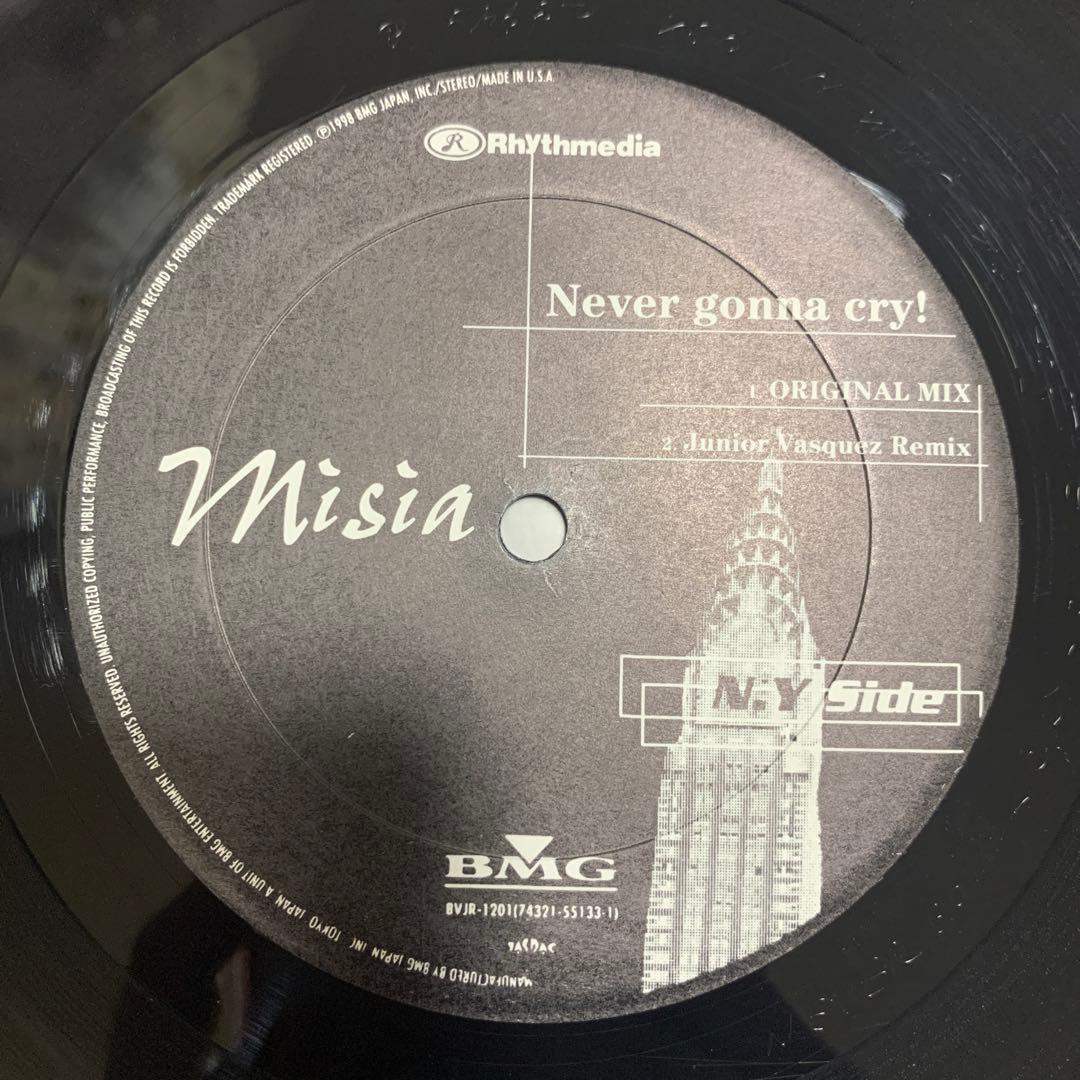 Ⓡ Rhythmedia
Never gonna cry!
1. ORIGINAL MIX
2. Junior Vasquez Remix
Misia
N.Y Side
BMG
BVJR-1201(74321-55133-1)
MANUFACTURED BY BMG JAPAN INC TOKYO JAPAN, A UNIT OF BMG ENTERTAINMENT ALL RIGHTS RESERVED. UNAUTHORIZED COPYING, PUBLIC PERFORMANCE, BROADCASTING OF THIS RECORD IS FORBIDDEN. TRADEMARK REGISTERED. ℗1998 BMG JAPAN, INC./STEREO/MADE IN U.S.A.